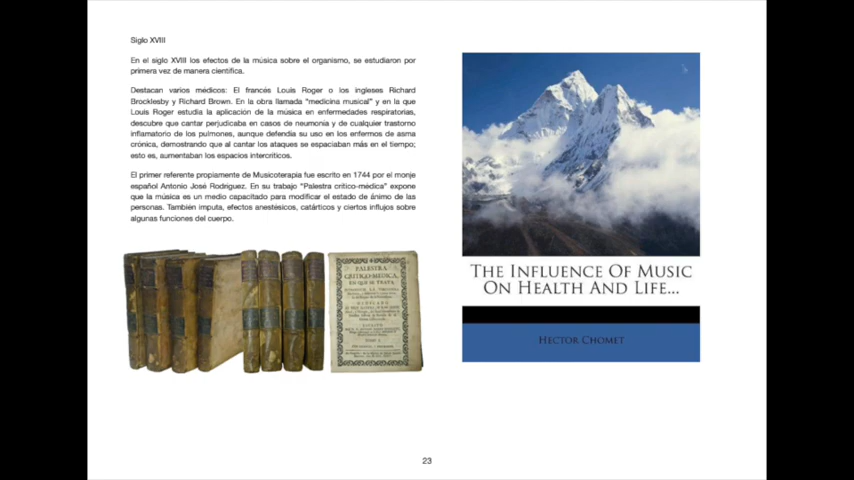 Siglo XVIII
En el siglo XVIII los efectos de la música sobre el organismo, se estudiaron por
primera vez de manera científica.
Destacan varios médicos: El francés Louis Roger o los ingleses Richard
Brocklesby y Richard Brown. En la obra llamada "medicina musical" y en la que
Louis Roger estudia la aplicación de la música en enfermedades respiratorias,
descubre que cantar perjudicaba en casos de neumonía y de cualquier trastorno
inflamatorio de los pulmones, aunque defendía su uso en los enfermos de asma
crónica, demostrando que al cantar los ataques se espaciaban más en el tiempo;
esto es, aumentaban los espacios intercríticos.
El primer referente propiamente de Musicoterapia fue escrito en 1744 por el monje
español Antonio José Rodríguez. En su trabajo "Palestra crítico-médica" expone
que la música es un medio capacitado para modificar el estado de ánimo de las
personas. También imputa, efectos anestésicos, catárticos y ciertos influjos sobre
algunas funciones del cuerpo.
PALESTRA
CRITICO-MEDICA,
EN QUE SE TRATA
TOMO I.
THE INFLUENCE OF MUSIC
ON HEALTH AND LIFE...
HECTOR CHOMET
23